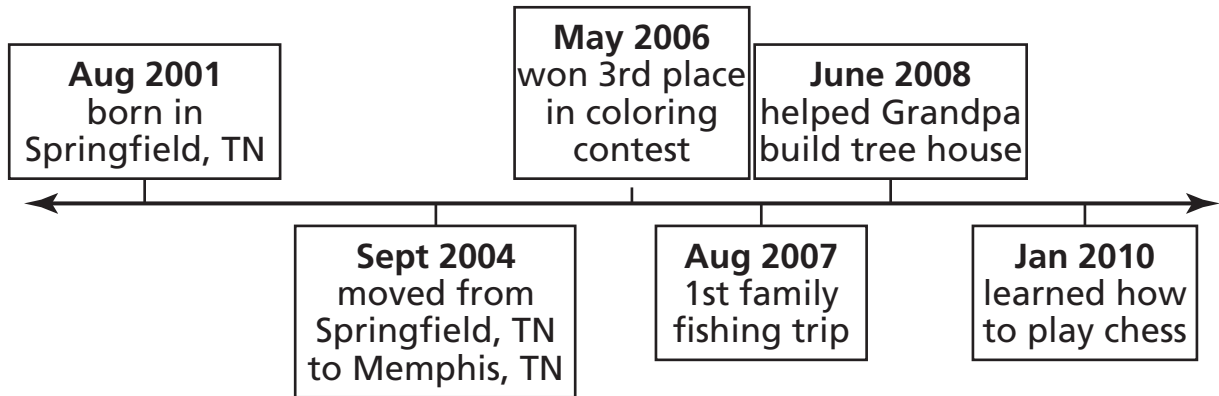 Aug 2001
born in
Springfield, TN
Sept 2004
moved from
Springfield, TN
to Memphis, TN
May 2006
won 3rd place
in coloring
contest
Aug 2007
1st family
fishing trip
June 2008
helped Grandpa
build tree house
Jan 2010
learned how
to play chess